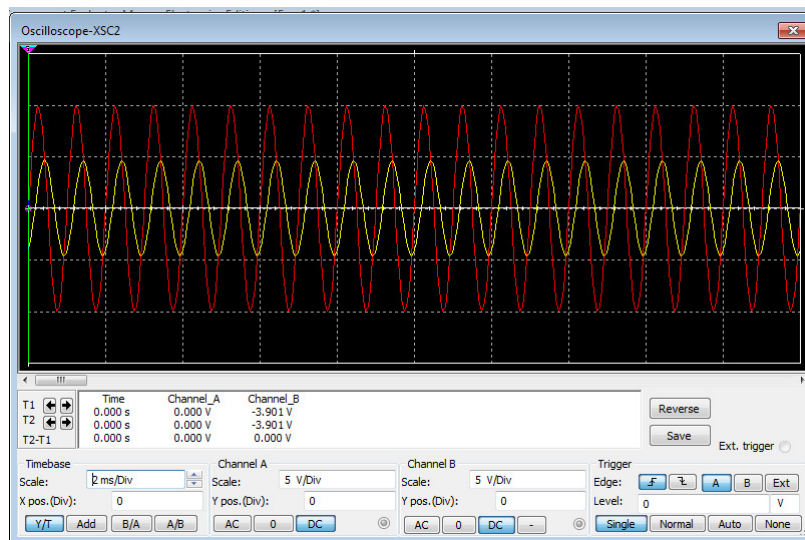 Oscilloscope-XSC2
Time Channel_A Channel_B
T1 0.000 s 0.000 V -3.901 V
T2 0.000 s 0.000 V -3.901 V
T2-T1 0.000 s 0.000 V 0.000 V
Reverse
Save
Ext. trigger
Timebase
Scale: 2 ms/Div
X pos.(Div): 0
Y/T Add B/A A/B
Channel A
Scale: 5 V/Div
Y pos.(Div): 0
AC 0 DC
Channel B
Scale: 5 V/Div
Y pos.(Div): 0
AC 0 DC -
Trigger
Edge: A B Ext
Level: 0 V
Single Normal Auto None